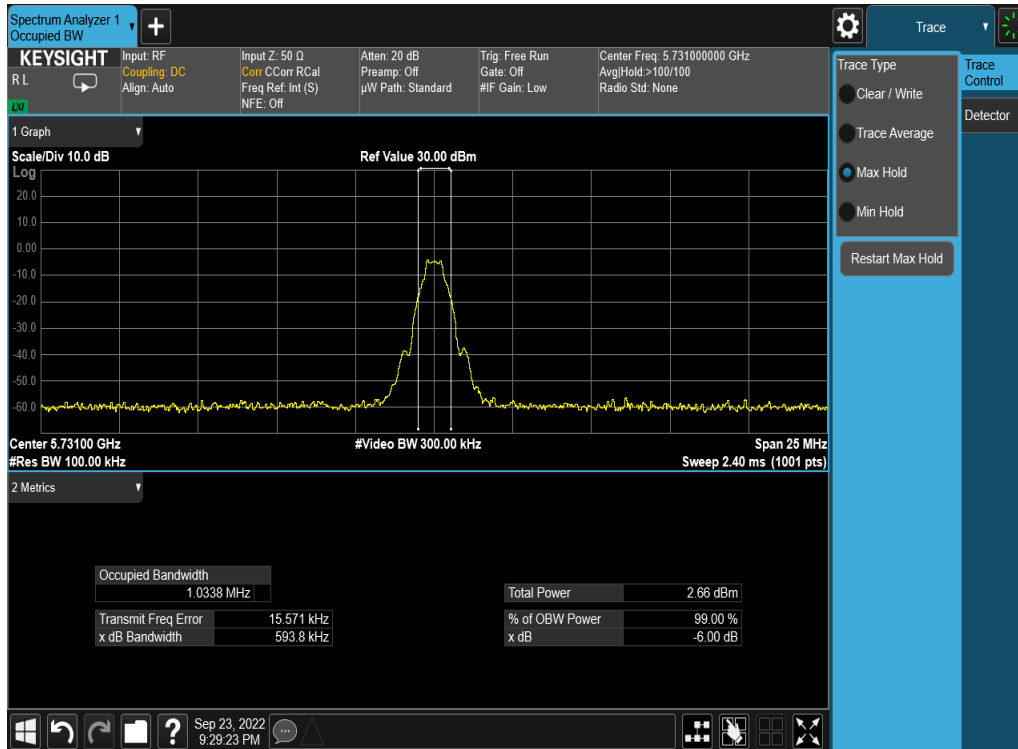 Spectrum Analyzer 1
Occupied BW
+
Trace
KEYSIGHT
R L
LXI
Input: RF
Coupling: DC
Align: Auto
Input Z: 50 Ω
Corr CCorr RCal
Freq Ref: Int (S)
NFE: Off
Atten: 20 dB
Preamp: Off
µW Path: Standard
Trig: Free Run
Gate: Off
#IF Gain: Low
Center Freq: 5.731000000 GHz
Avg|Hold:>100/100
Radio Std: None
Trace Type
Clear / Write
Trace Average
Max Hold
Min Hold
Restart Max Hold
Trace
Control
Detector
1 Graph
Scale/Div 10.0 dB
Ref Value 30.00 dBm
Log
20.0
10.0
0.00
-10.0
-20.0
-30.0
-40.0
-50.0
-60.0
Center 5.73100 GHz
#Video BW 300.00 kHz
Span 25 MHz
#Res BW 100.00 kHz
Sweep 2.40 ms (1001 pts)
2 Metrics
Occupied Bandwidth
1.0338 MHz
Total Power 2.66 dBm
Transmit Freq Error 15.571 kHz
% of OBW Power 99.00 %
x dB Bandwidth 593.8 kHz
x dB -6.00 dB
?
Sep 23, 2022
9:29:23 PM